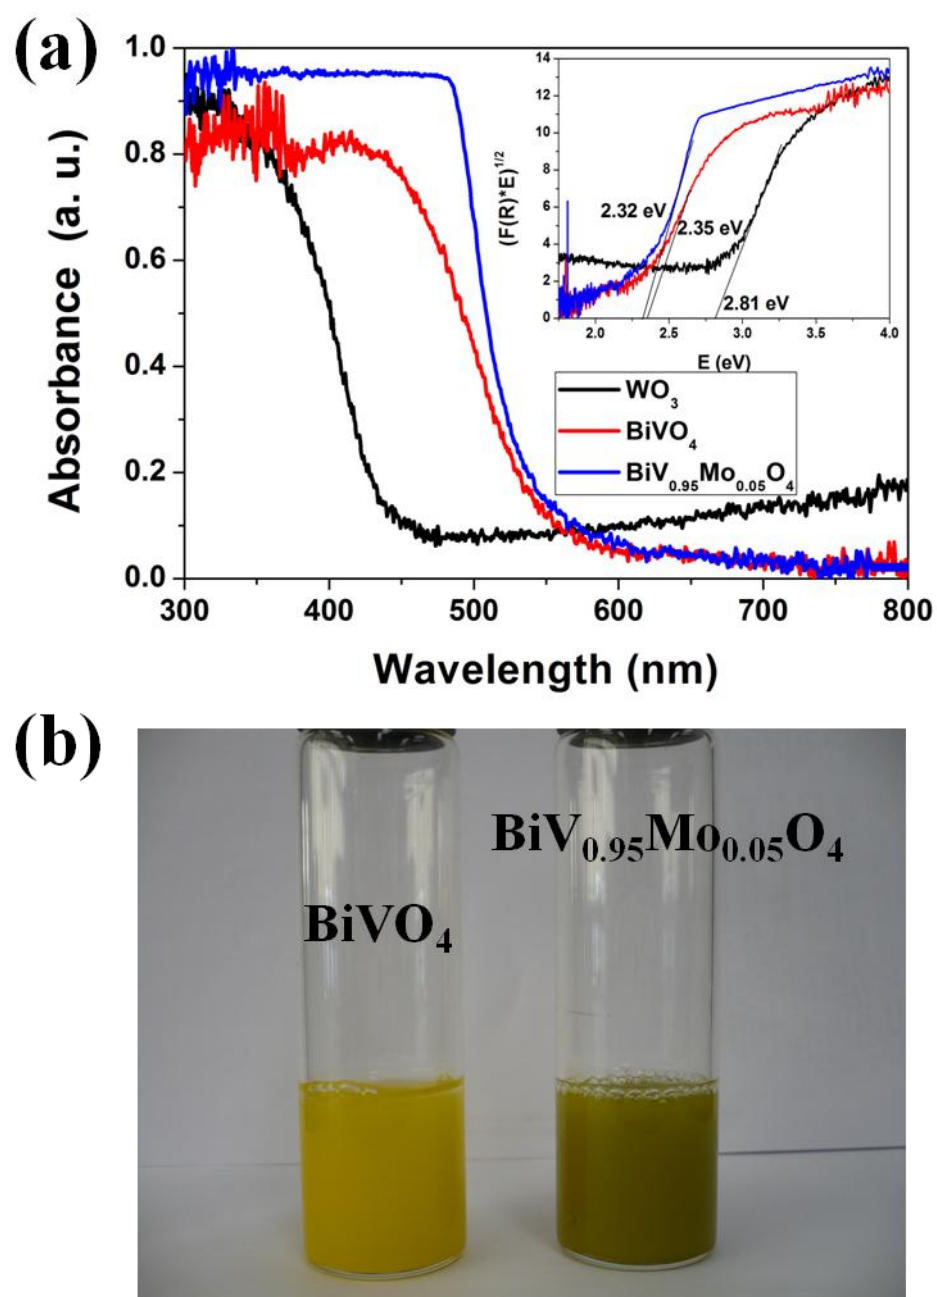 (a)
Absorbance (a. u.)
1.0
0.8
0.6
0.4
0.2
0.0
300 400 500 600 700 800
Wavelength (nm)
(F(R)*E)^{1/2}
14
12
10
8
6
4
2
0
2.0 2.5 3.0 3.5 4.0
E (eV)
2.32 eV
2.35 eV
2.81 eV
WO₃
BiVO₄
BiV₀.₉₅Mo₀.₀₅O₄
(b)
BiVO₄
BiV₀.₉₅Mo₀.₀₅O₄